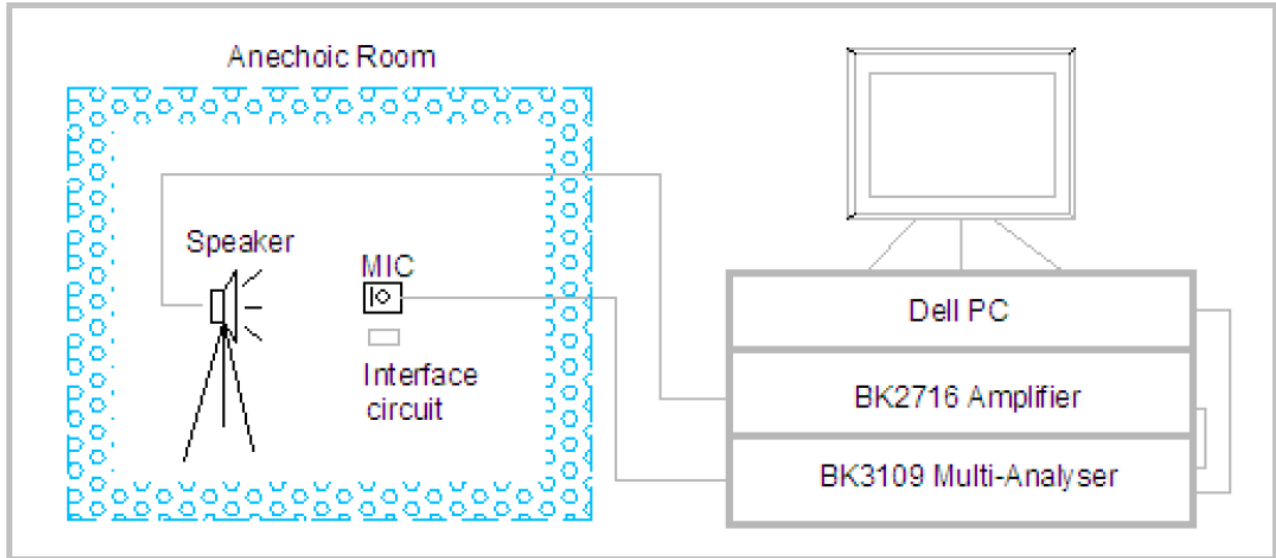 Anechoic Room
Speaker
MIC
Interface
circuit
Dell PC
BK2716 Amplifier
BK3109 Multi-Analyser